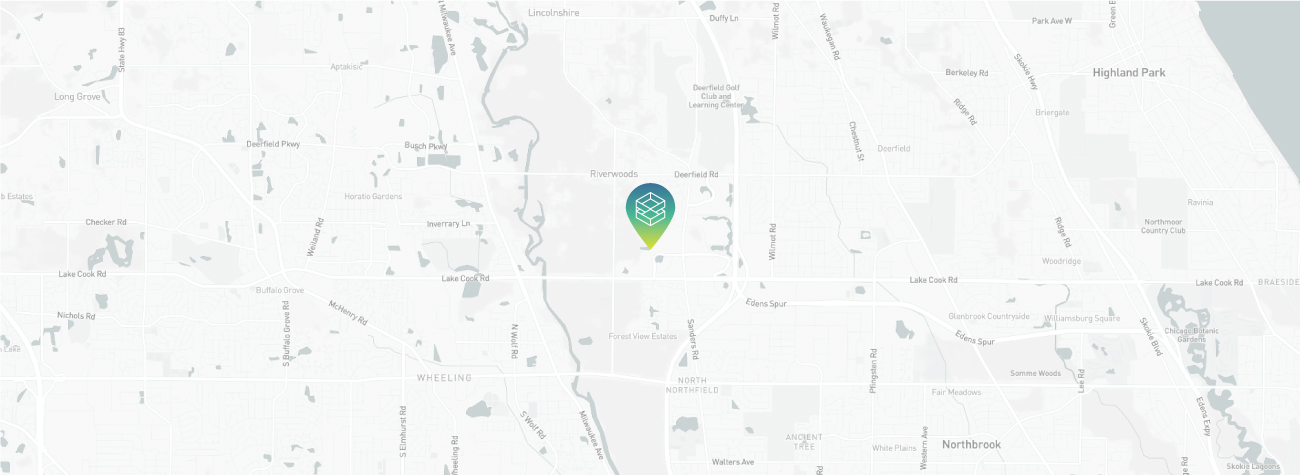 Lincolnshire
Duffy Ln
Wilmot Rd
Waukegan Rd
Park Ave W
Green B
State Hwy 83
N Milwaukee Ave
Aptakisic
Skokie Hwy
Berkeley Rd
Highland Park
Long Grove
Deerfield Golf
Club and
Learning Center
Ridge Rd
Briergate
Chestnut St
Deerfield Pkwy
Busch Pkwy
Deerfield
Riverwoods
Deerfield Rd
b Estates
Horatio Gardens
Ravinia
Checker Rd
Weiland Rd
Inverrary Ln
Wilmot Rd
Ridge Rd
Northmoor
Country Club
Woodridge
Lake Cook Rd
Lake Cook Rd
Lake Cook Rd
Lake Cook Rd
BRAESIDE
Buffalo Grove
Nichols Rd
S Buffalo Grove Rd
McHenry Rd
Edens Spur
Glenbrook Countryside
Williamsburg Square
N Wolf Rd
Forest View Estates
Sanders Rd
Edens Spur
Skokie Blvd
Chicago Botanic
Gardens
n Lake
WHEELING
NORTH
NORTHFIELD
Pfingsten Rd
Somme Woods
Lee Rd
Fair Meadows
S Elmhurst Rd
Wheeling Rd
S Wolf Rd
Milwaukee Ave
ANCIENT
TREE
White Plains
Western Ave
Northbrook
Edens Expy
Walters Ave
Rd
Rd
Skokie Lagoons